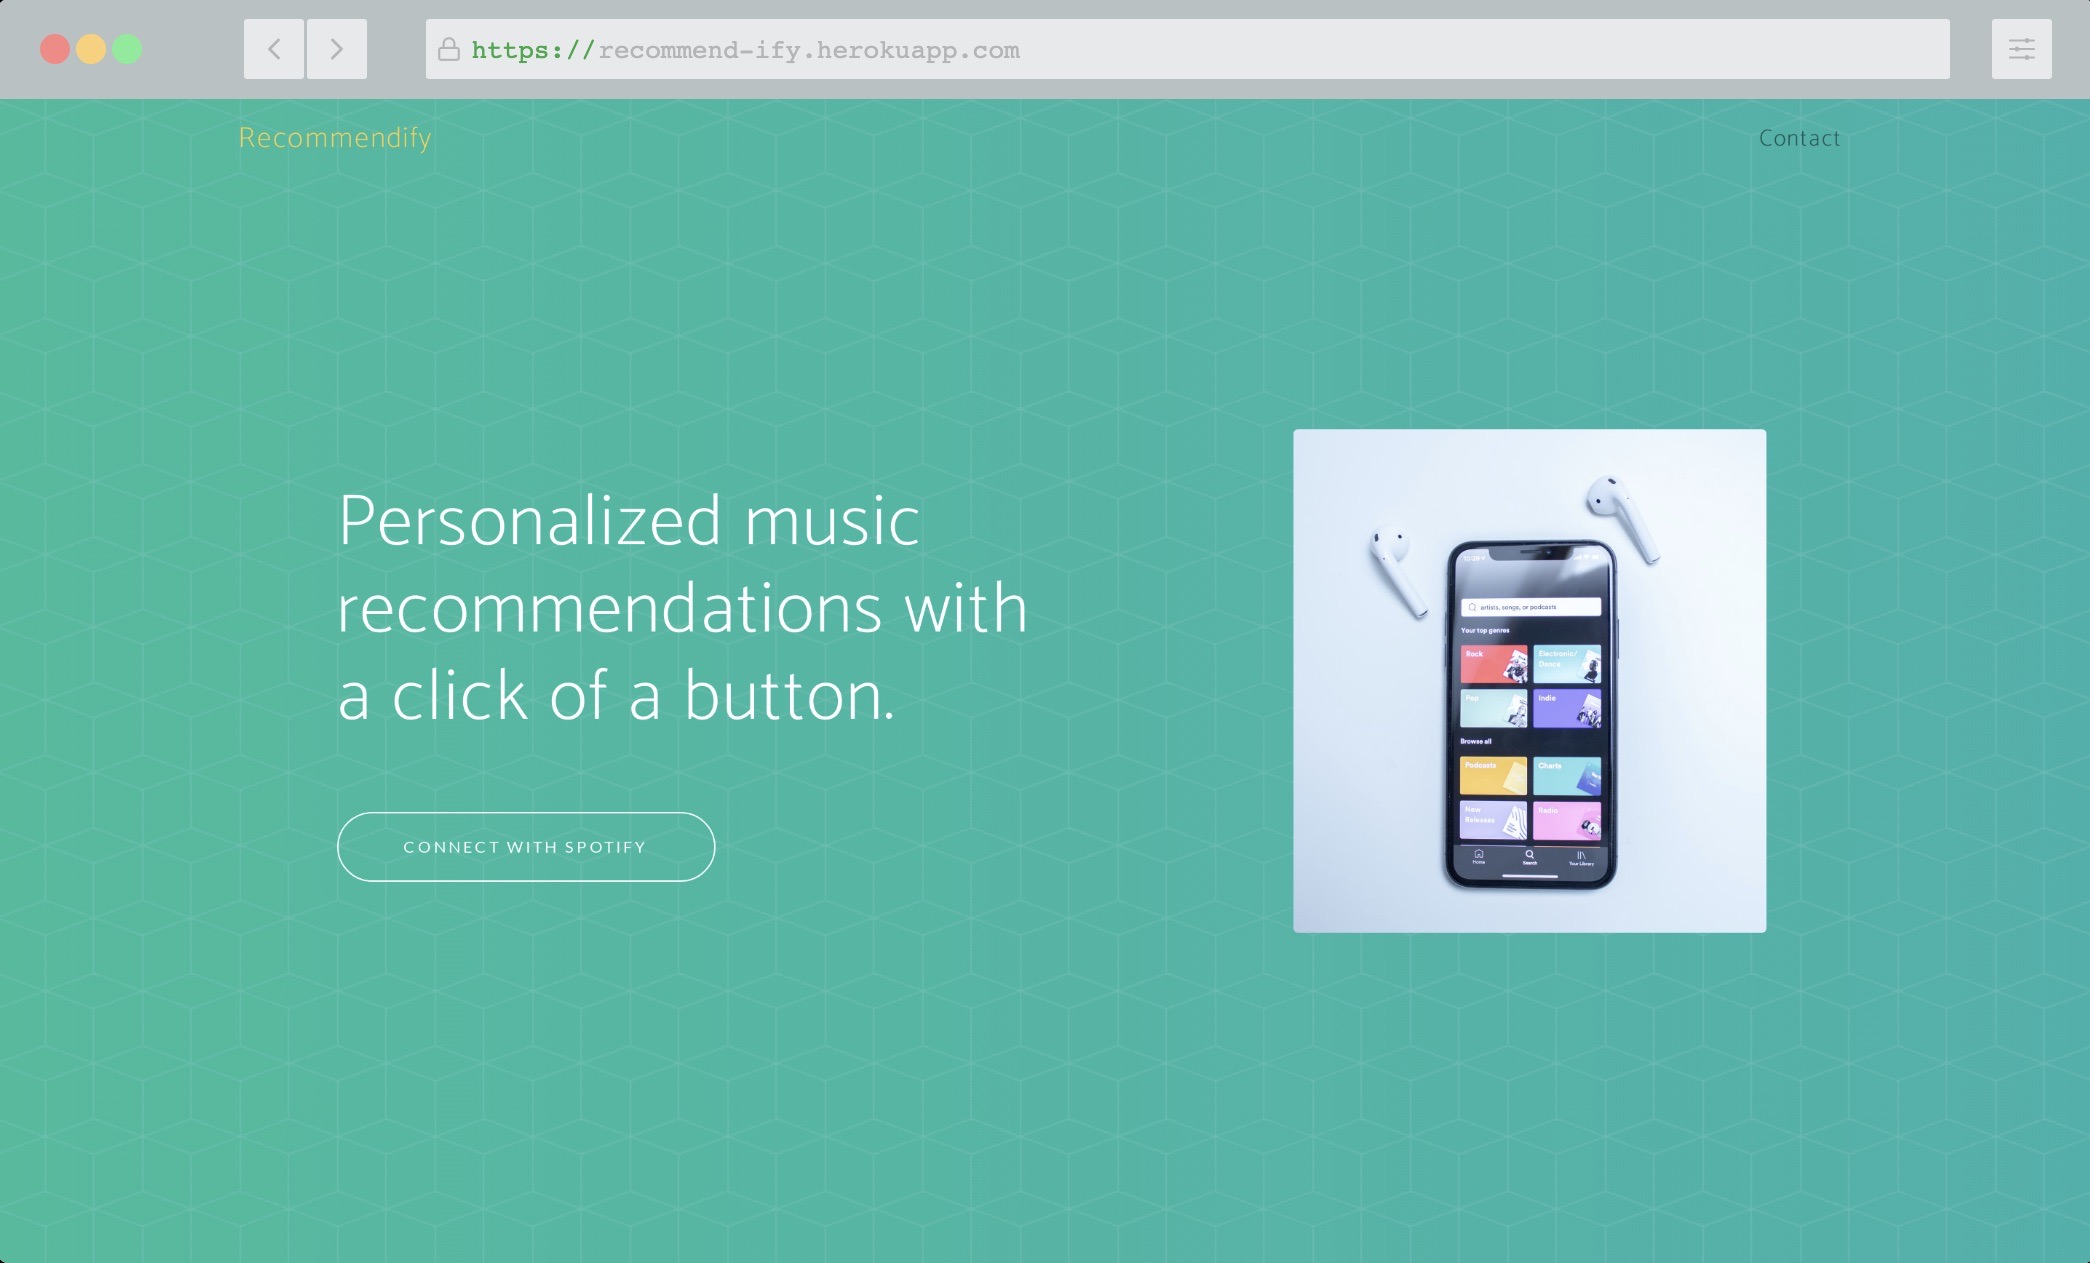 https://recommend-ify.herokuapp.com
Recommendify
Contact
Personalized music
recommendations with
a click of a button.
CONNECT WITH SPOTIFY
artists, songs, or podcasts
Your top genres
Rock
Electronic/
Dance
Pop
Indie
Browse all
Podcasts
Charts
New
Releases
Radio
Home
Search
Your Library